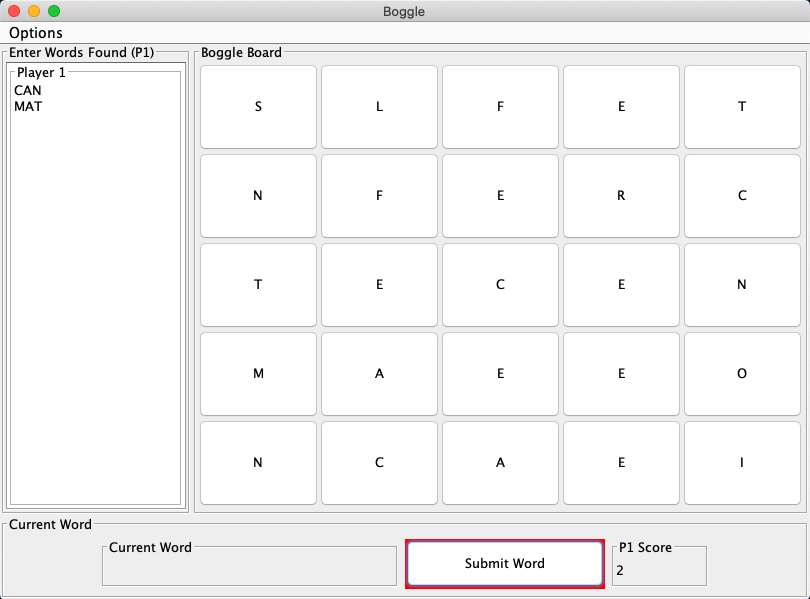 Boggle
Options
Enter Words Found (P1)
Player 1
CAN
MAT
Boggle Board
S L F E T
N F E R C
T E C E N
M A E E O
N C A E I
Current Word
Current Word
Submit Word
P1 Score
2